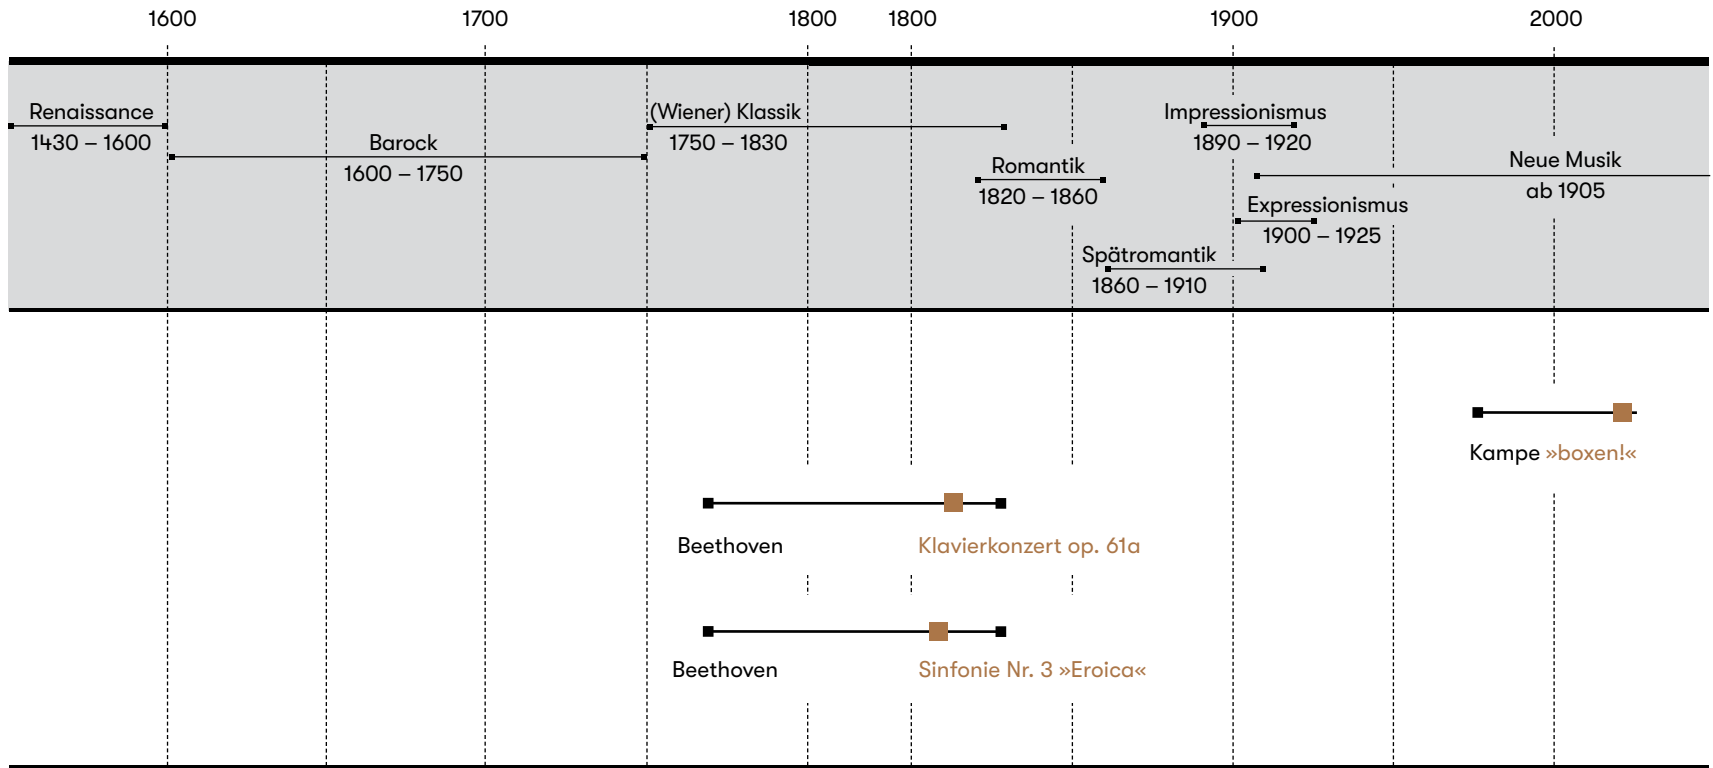 1600 1700 1800 1800 1900 2000
Renaissance
1430 – 1600
Barock
1600 – 1750
(Wiener) Klassik
1750 – 1830
Romantik
1820 – 1860
Spätromantik
1860 – 1910
Impressionismus
1890 – 1920
Expressionismus
1900 – 1925
Neue Musik
ab 1905
Kampe »boxen!«
Beethoven Klavierkonzert op. 61a
Beethoven Sinfonie Nr. 3 »Eroica«